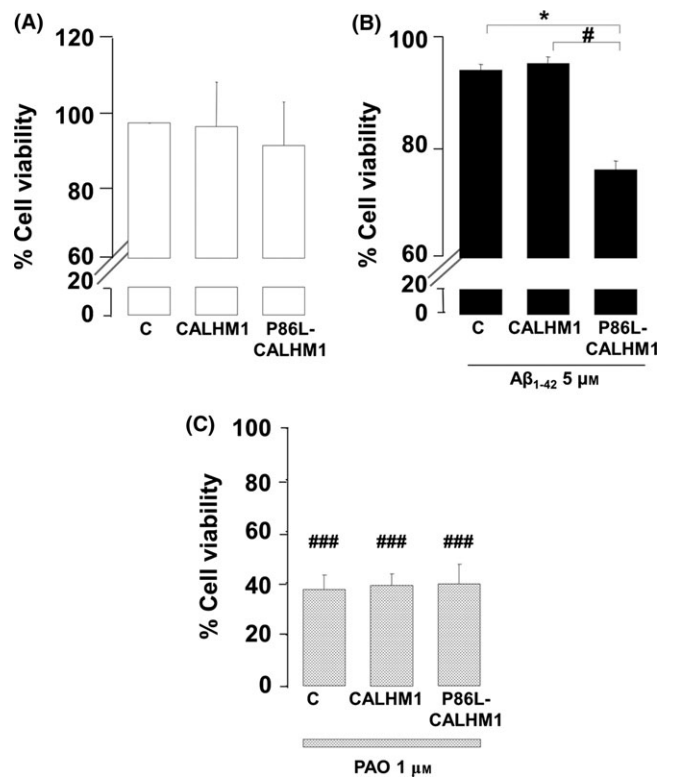 (A)
120
100
80
60
20
0
% Cell viability
C CALHM1 P86L-
CALHM1
(B)
100
80
60
20
0
% Cell viability
*
#
C CALHM1 P86L-
CALHM1
Aβ1-42 5 μM
(C)
100
80
60
40
20
0
% Cell viability
### ### ###
C CALHM1 P86L-
CALHM1
PAO 1 μM